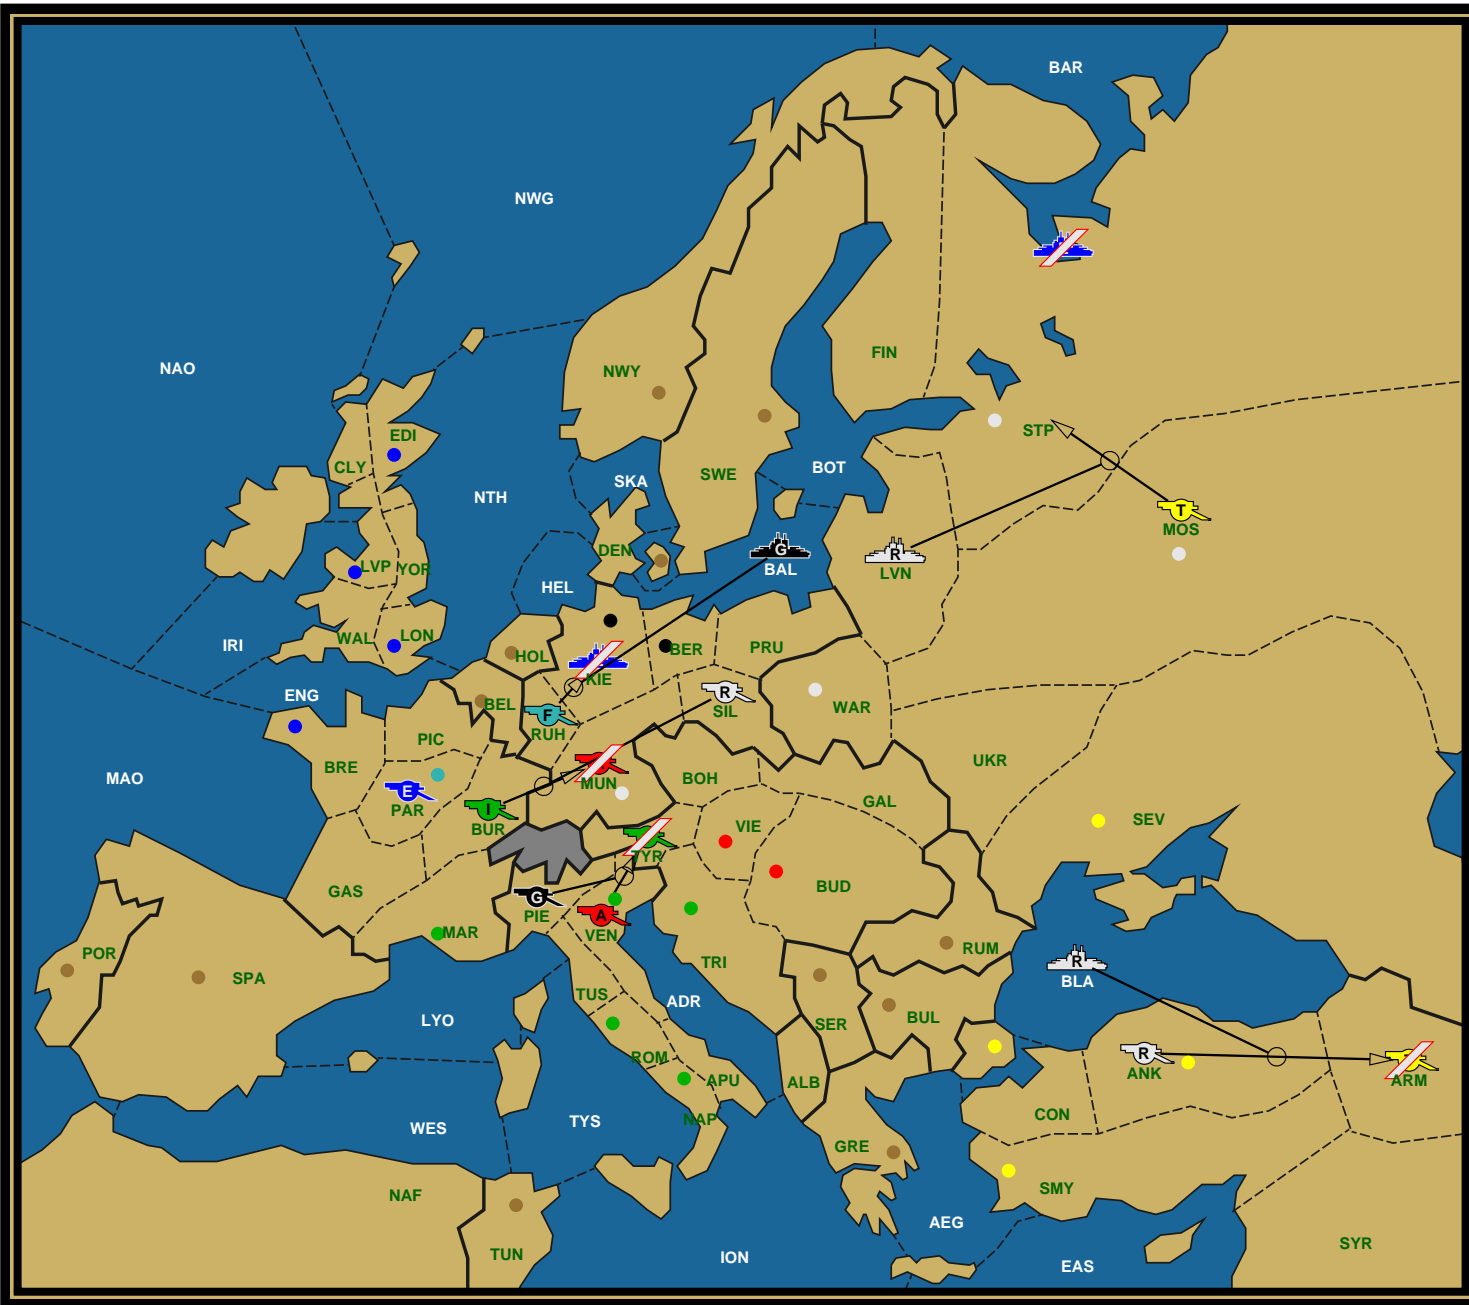 BAR
NWG
NAO
FIN
NWY
STP
EDI
CLY
SKA
SWE
BOT
NTH
T
MOS
DEN
G
BAL
R
LVN
LVP
YOR
HEL
IRI
WAL
LON
HOL
BER
PRU
KIE
ENG
BEL
R
SIL
WAR
F
RUH
PIC
BRE
UKR
MAO
E
PAR
MUN
BOH
GAL
I
BUR
VIE
SEV
TYR
BUD
GAS
G
PIE
A
VEN
MAR
RUM
POR
SPA
TRI
R
BLA
TUS
ADR
LYO
SER
BUL
ROM
R
ANK
APU
ALB
ARM
WES
TYS
NAP
CON
GRE
NAF
SMY
AEG
TUN
ION
EAS
SYR